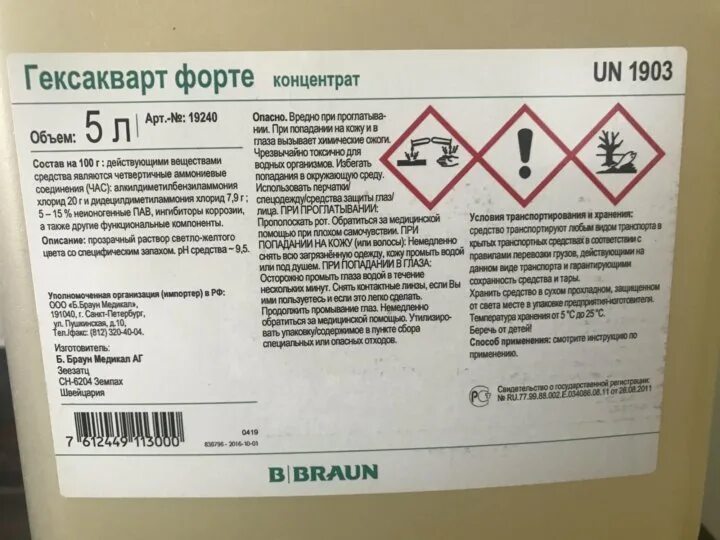 Гексакварт форте концентрат
UN 1903
Объем: 5 л
Арт.-№: 19240
Состав на 100 г : действующими веществами
средства являются четвертичные аммониевые
соединения (ЧАС): алкилдиметилбензиламмония
хлорид 20 г и дидецилдиметиламмония хлорид 7,9 г ;
5 – 15 % неионогенные ПАВ, ингибиторы коррозии,
а также другие функциональные компоненты.
Описание: прозрачный раствор светло-желтого
цвета со специфическим запахом. pH средства ~ 9,5.
Уполномоченная организация (импортер) в РФ:
ООО «Б.Браун Медикал»,
191040, г. Санкт-Петербург,
ул. Пушкинская, д.10,
Тел./факс: (812) 320-40-04.
Изготовитель:
Б. Браун Медикал АГ
Зеезатц
CH-6204 Земпах
Швейцария
7 612449 113000
0419
638796 - 2016-10-01
Опасно. Вредно при проглатыва-
нии. При попадании на кожу и в
глаза вызывает химические ожоги.
Чрезвычайно токсично для
водных организмов. Избегать
попадания в окружающую среду.
Использовать перчатки/
спецодежду/средства защиты глаз/
лица. ПРИ ПРОГЛАТЫВАНИИ:
Прополоскать рот. Обратиться за медицинской
помощью при плохом самочувствии. ПРИ
ПОПАДАНИИ НА КОЖУ (или волосы): Немедленно
снять всю загрязнённую одежду, кожу промыть водой
или под душем. ПРИ ПОПАДАНИИ В ГЛАЗА:
Осторожно промыть глаза водой в течение
нескольких минут. Снять контактные линзы, если Вы
ими пользуетесь и если это легко сделать.
Продолжить промывание глаз. Немедленно
обратиться за медицинской помощью. Утилизиро-
вать упаковку/содержимое в пункте сбора
специальных или опасных отходов.
Условия транспортирования и хранения:
средство транспортируют любым видом транспорта в
крытых транспортных средствах в соответствии с
правилами перевозки грузов, действующими на
данном виде транспорта и гарантирующими
сохранность средства и тары.
Хранить средство в сухом прохладном, защищенном
от света месте в упаковке предприятия-изготовителя.
Температура хранения от 5 °C до 25 °C.
Беречь от детей!
Способ применения: смотрите инструкцию по
применению.
Свидетельство о государственной регистрации:
№ RU.77.99.88.002.E.034086.08.11 от 26.08.2011
B|BRAUN